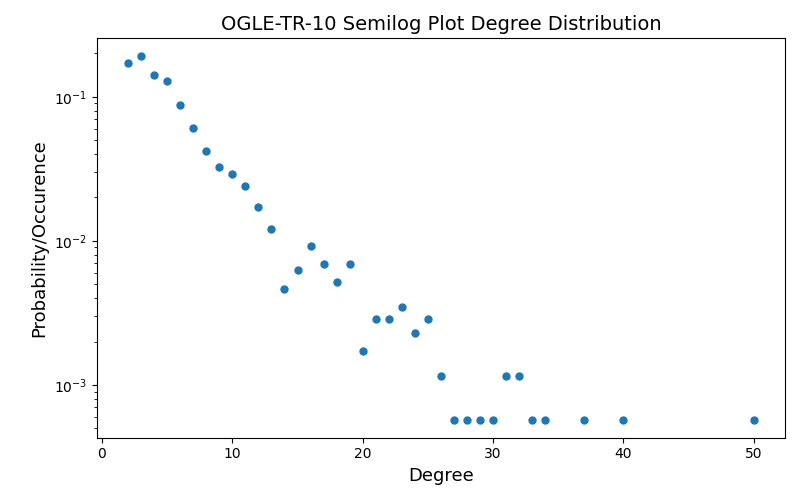 OGLE-TR-10 Semilog Plot Degree Distribution
Probability/Occurence
10⁻¹
10⁻²
10⁻³
0 10 20 30 40 50
Degree